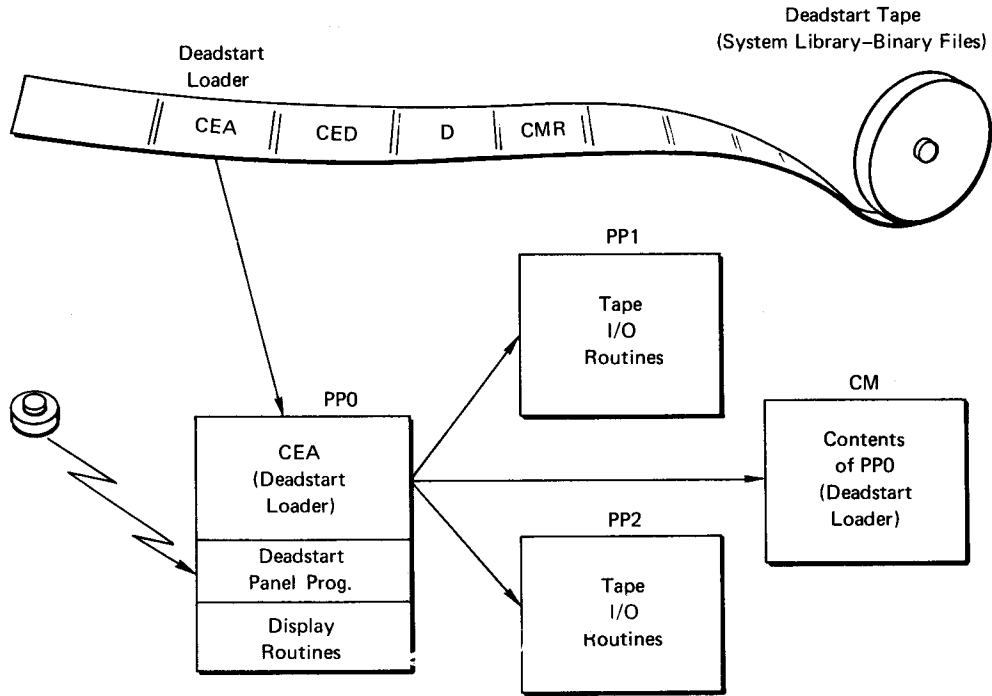 Deadstart Tape
(System Library–Binary Files)
Deadstart
Loader
CEA
CED
D
CMR
PP1
Tape
I/O
Routines
PP0
CEA
(Deadstart
Loader)
Deadstart
Panel Prog.
Display
Routines
CM
Contents
of PP0
(Deadstart
Loader)
PP2
Tape
I/O
Routines